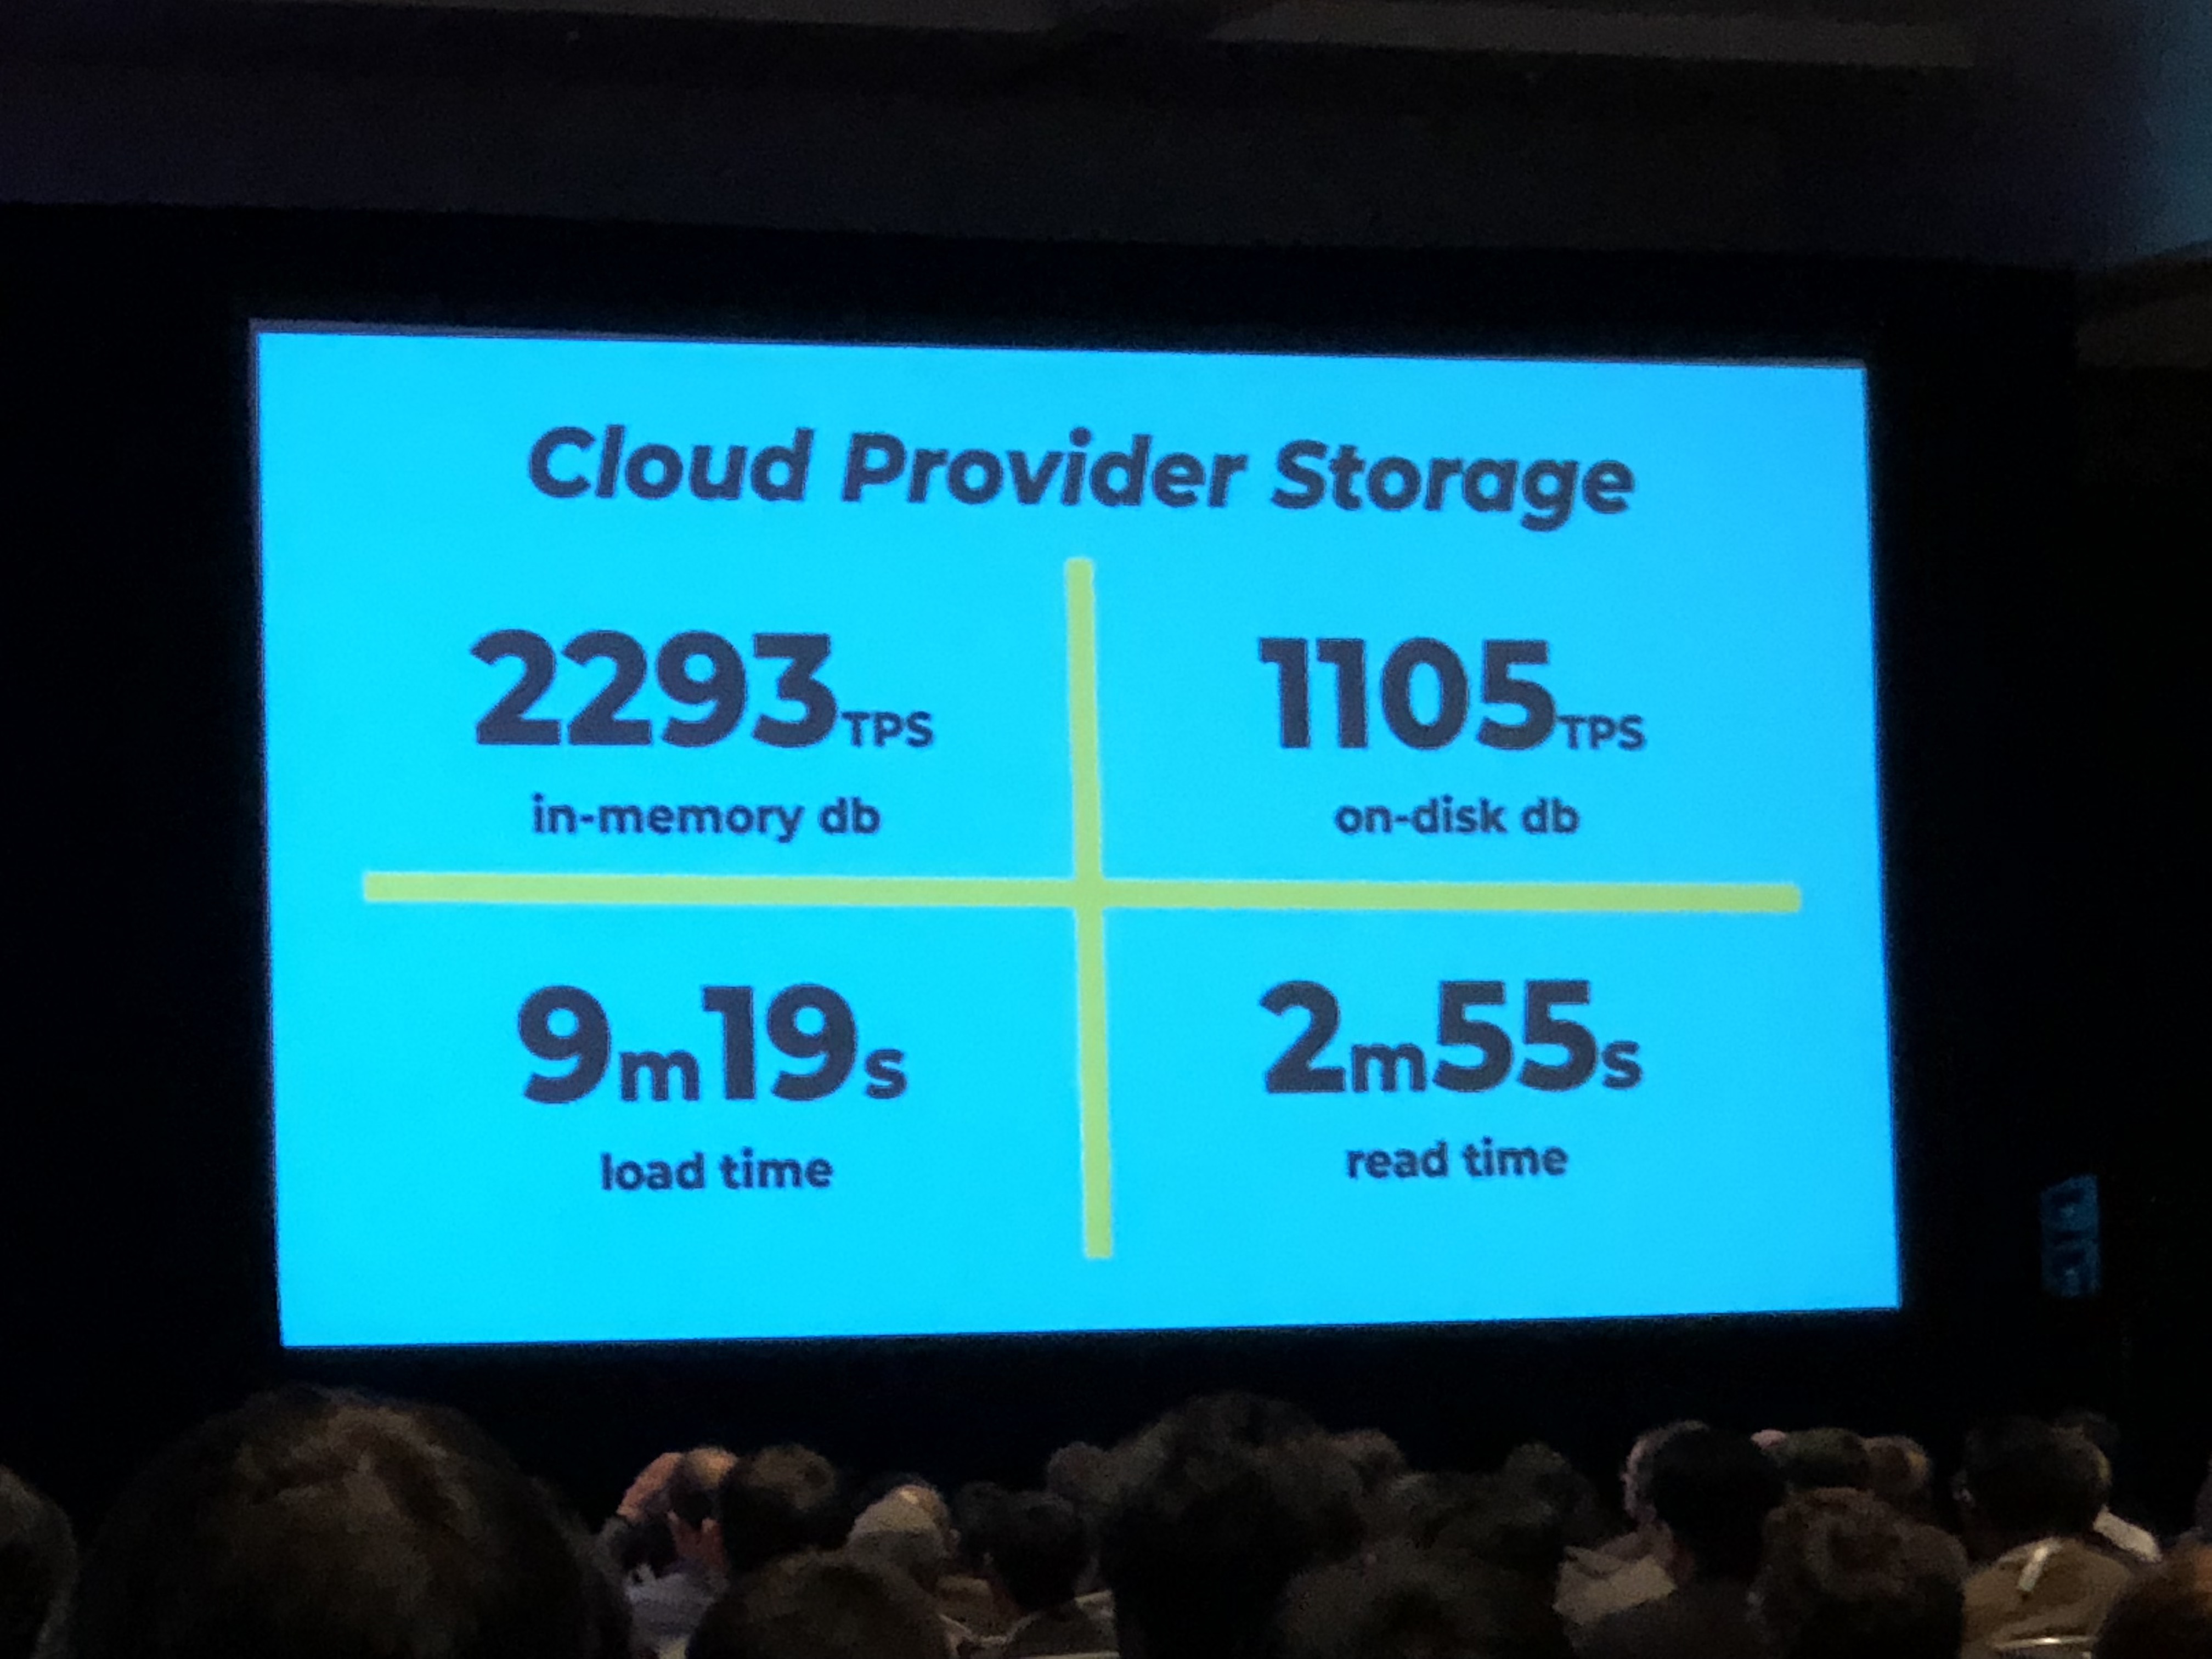 Cloud Provider Storage
2293TPS
in-memory db
1105TPS
on-disk db
9m19s
load time
2m55s
read time